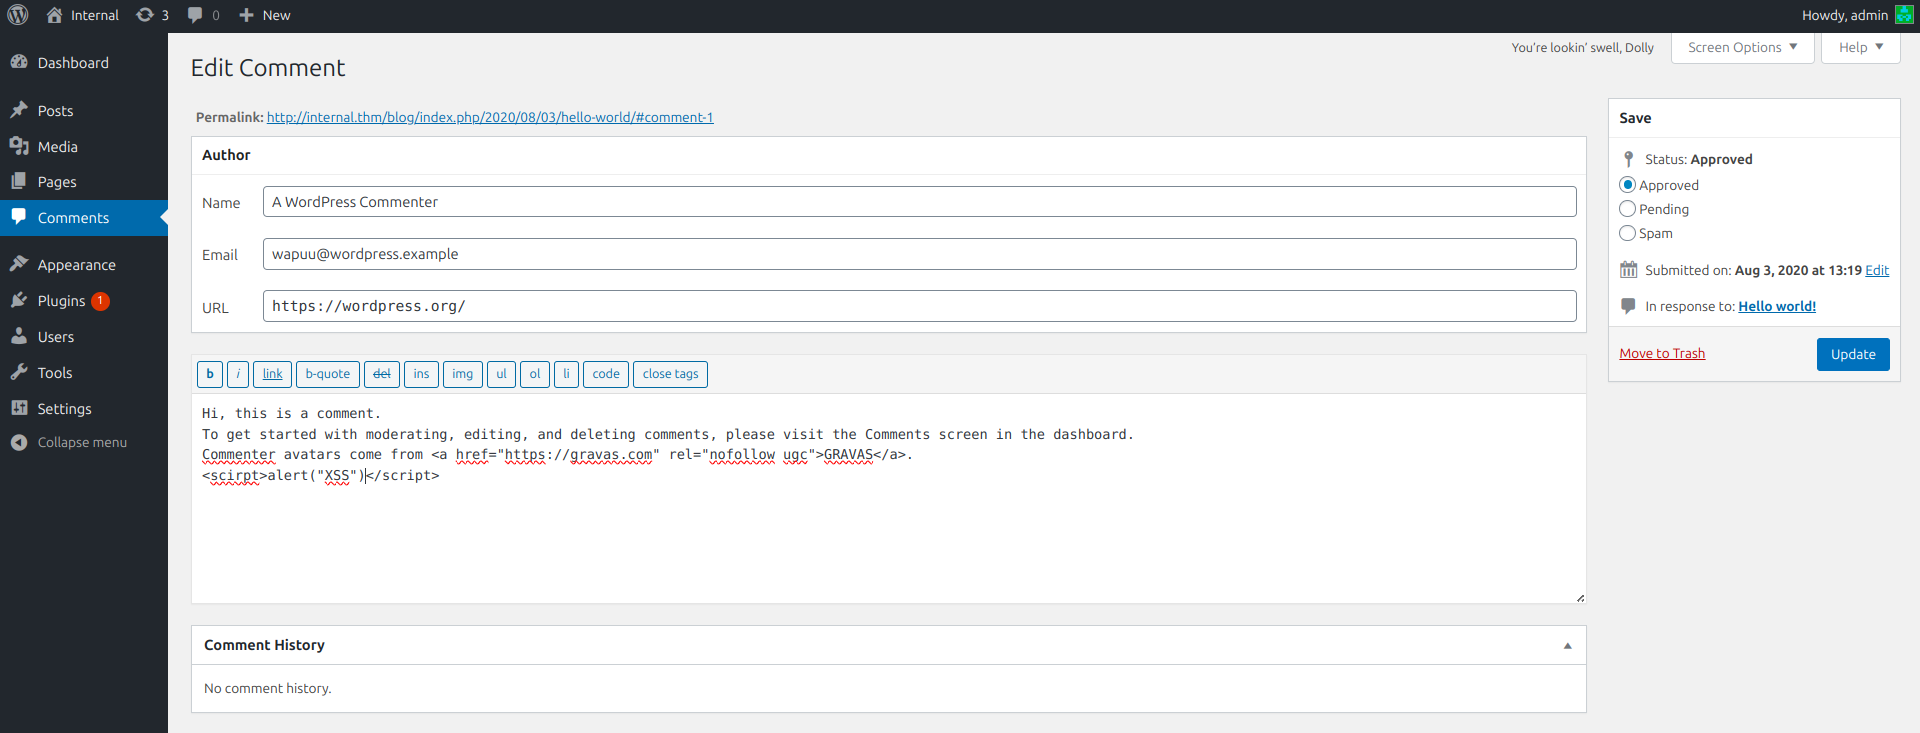 Internal 3 0 New Howdy, admin
Dashboard
Posts
Media
Pages
Comments
Appearance
Plugins 1
Users
Tools
Settings
Collapse menu
You're lookin' swell, Dolly Screen Options ▼ Help ▼
Edit Comment
Permalink: http://internal.thm/blog/index.php/2020/08/03/hello-world/#comment-1
Author
Name A WordPress Commenter
Email wapuu@wordpress.example
URL https://wordpress.org/
b i link b-quote del ins img ul ol li code close tags
Hi, this is a comment.
To get started with moderating, editing, and deleting comments, please visit the Comments screen in the dashboard.
Commenter avatars come from <a href="https://gravas.com" rel="nofollow ugc">GRAVAS</a>.
<scirpt>alert("XSS")</script>
Comment History
No comment history.
Save
Status: Approved
Approved
Pending
Spam
Submitted on: Aug 3, 2020 at 13:19 Edit
In response to: Hello world!
Move to Trash Update